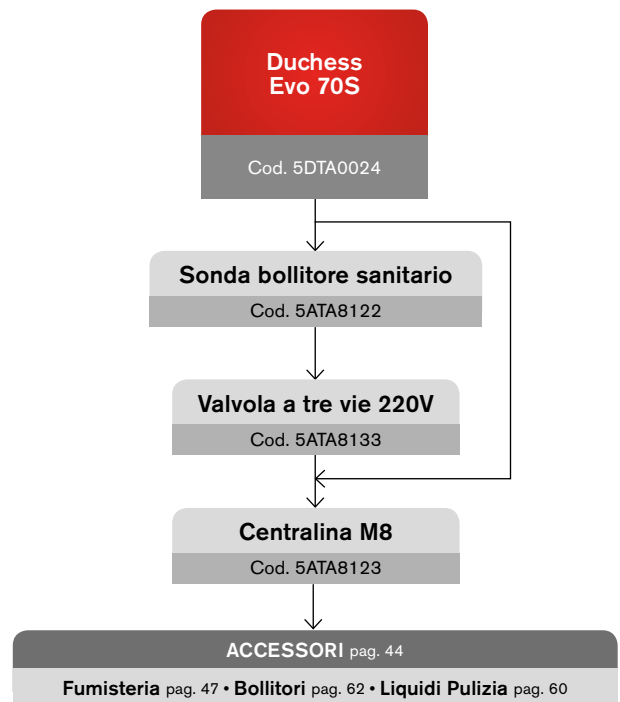 Duchess
Evo 70S
Cod. 5DTA0024
Sonda bollitore sanitario
Cod. 5ATA8122
Valvola a tre vie 220V
Cod. 5ATA8133
Centralina M8
Cod. 5ATA8123
ACCESSORI pag. 44
Fumisteria pag. 47 • Bollitori pag. 62 • Liquidi Pulizia pag. 60